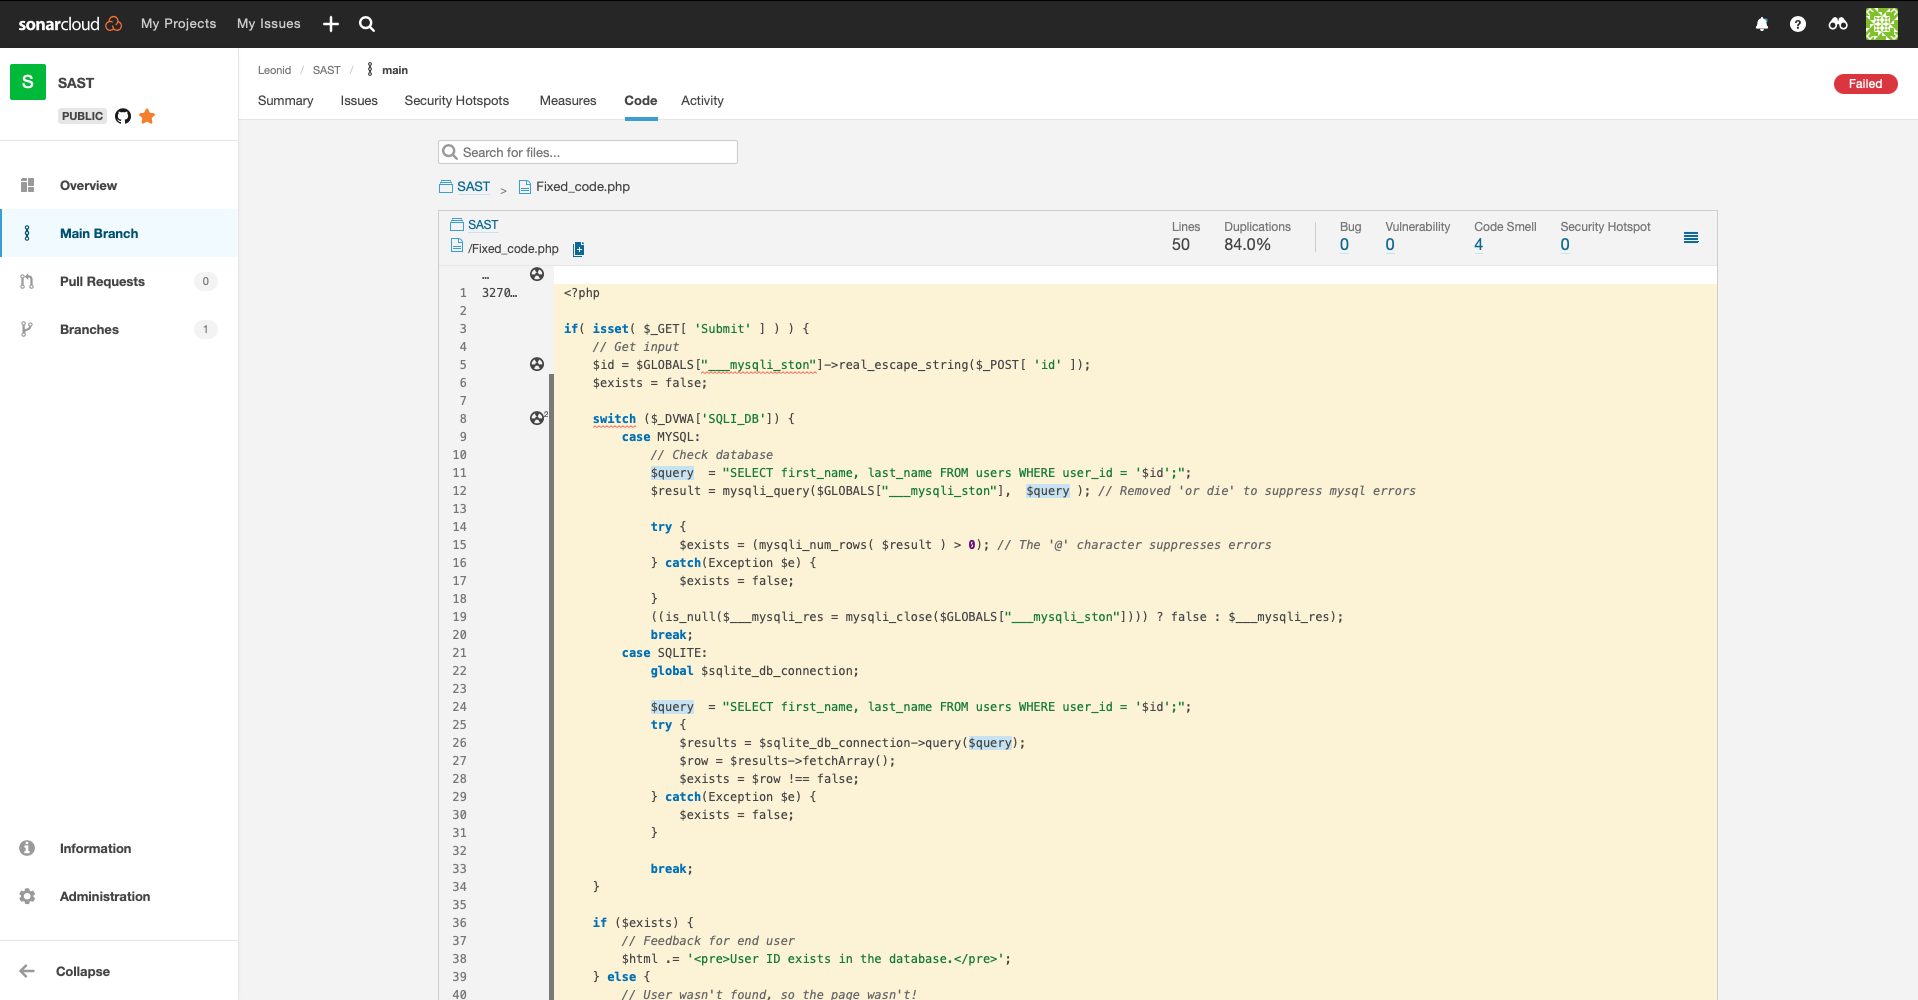 sonarcloud My Projects My Issues
S SAST
PUBLIC
Overview
Main Branch
Pull Requests 0
Branches 1
Information
Administration
Collapse
Leonid / SAST / main
Summary Issues Security Hotspots Measures Code Activity
Failed
Search for files...
SAST > Fixed_code.php
SAST
/Fixed_code.php
Lines Duplications Bug Vulnerability Code Smell Security Hotspot
50 84.0% 0 0 4 0
…
1 3270… <?php
2
3 if( isset( $_GET[ 'Submit' ] ) ) {
4 // Get input
5 $id = $GLOBALS["___mysqli_ston"]->real_escape_string($_POST[ 'id' ]);
6 $exists = false;
7
8 2 switch ($_DVWA['SQLI_DB']) {
9 case MYSQL:
10 // Check database
11 $query  = "SELECT first_name, last_name FROM users WHERE user_id = '$id';";
12 $result = mysqli_query($GLOBALS["___mysqli_ston"],  $query ); // Removed 'or die' to suppress mysql errors
13
14 try {
15 $exists = (mysqli_num_rows( $result ) > 0); // The '@' character suppresses errors
16 } catch(Exception $e) {
17 $exists = false;
18 }
19 ((is_null($___mysqli_res = mysqli_close($GLOBALS["___mysqli_ston"]))) ? false : $___mysqli_res);
20 break;
21 case SQLITE:
22 global $sqlite_db_connection;
23
24 $query  = "SELECT first_name, last_name FROM users WHERE user_id = '$id';";
25 try {
26 $results = $sqlite_db_connection->query($query);
27 $row = $results->fetchArray();
28 $exists = $row !== false;
29 } catch(Exception $e) {
30 $exists = false;
31 }
32
33 break;
34 }
35
36 if ($exists) {
37 // Feedback for end user
38 $html .= '<pre>User ID exists in the database.</pre>';
39 } else {
40 // User wasn't found, so the page wasn't!